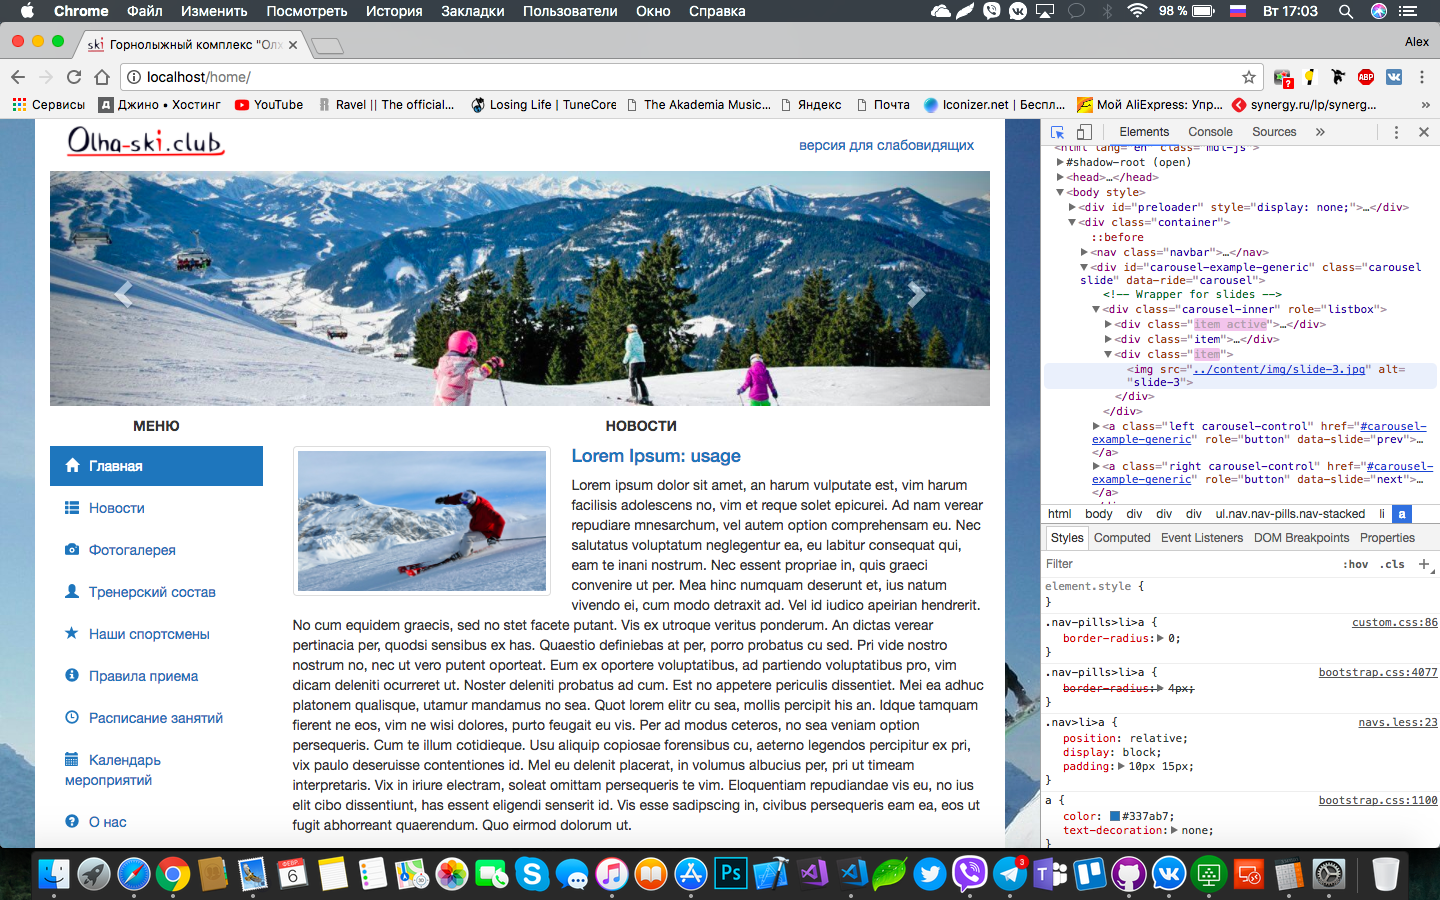 Chrome Файл Изменить Посмотреть История Закладки Пользователи Окно Справка 98 % Вт 17:03
ski Горнолыжный комплекс "Олх Alex
localhost/home/
Сервисы Джино • Хостинг YouTube Ravel || The official... Losing Life | TuneCore The Akademia Music... Яндекс Почта Iconizer.net | Беспл... Мой AliExpress: Упр... synergy.ru/lp/synerg... »
Olha-ski.club
версия для слабовидящих
МЕНЮ
Главная
Новости
Фотогалерея
Тренерский состав
Наши спортсмены
Правила приема
Расписание занятий
Календарь
мероприятий
О нас
НОВОСТИ
Lorem Ipsum: usage
Lorem ipsum dolor sit amet, an harum vulputate est, vim harum
facilisis adolescens no, vim et reque solet epicurei. Ad nam verear
repudiare mnesarchum, vel autem option comprehensam eu. Nec
salutatus voluptatum neglegentur ea, eu labitur consequat qui,
eam te inani nostrum. Nec essent propriae in, quis graeci
convenire ut per. Mea hinc numquam deserunt et, ius natum
vivendo ei, cum modo detraxit ad. Vel id iudico apeirian hendrerit.
No cum equidem graecis, sed no stet facete putant. Vis ex utroque veritus ponderum. An dictas verear
pertinacia per, quodsi sensibus ex has. Quaestio definiebas at per, porro probatus cu sed. Pri vide nostro
nostrum no, nec ut vero putent oporteat. Eum ex oportere voluptatibus, ad partiendo voluptatibus pro, vim
dicam deleniti ocurreret ut. Noster deleniti probatus ad cum. Est no appetere periculis dissentiet. Mei ea adhuc
platonem qualisque, utamur mandamus no sea. Quot lorem elitr cu sea, mollis percipit his an. Idque tamquam
fierent ne eos, vim ne wisi dolores, purto feugait eu vis. Per ad modus ceteros, no sea veniam option
persequeris. Cum te illum cotidieque. Usu aliquip copiosae forensibus cu, aeterno legendos percipitur ex pri,
vix paulo deseruisse contentiones id. Mel eu delenit placerat, in volumus albucius per, pri ut timeam
interpretaris. Vix in iriure electram, soleat omittam persequeris te vim. Eloquentiam repudiandae vis eu, no ius
elit cibo dissentiunt, has essent eligendi senserit id. Vis esse sadipscing in, civibus persequeris eam ea, eos ut
fugit abhorreant quaerendum. Quo eirmod dolorum ut.
Elements Console Sources »
<html lang="en" class="mdl-js">
#shadow-root (open)
<head>…</head>
<body style>
<div id="preloader" style="display: none;">…</div>
<div class="container">
::before
<nav class="navbar">…</nav>
<div id="carousel-example-generic" class="carousel
slide" data-ride="carousel">
<!-- Wrapper for slides -->
<div class="carousel-inner" role="listbox">
<div class="item active">…</div>
<div class="item">…</div>
<div class="item">
<img src="../content/img/slide-3.jpg" alt=
"slide-3">
</div>
</div>
<a class="left carousel-control" href="#carousel-
example-generic" role="button" data-slide="prev">…
</a>
<a class="right carousel-control" href="#carousel-
example-generic" role="button" data-slide="next">…
</a>
html body div div div ul.nav.nav-pills.nav-stacked li a
Styles Computed Event Listeners DOM Breakpoints Properties
Filter :hov .cls +
element.style {
}
.nav-pills>li>a { custom.css:86
border-radius: 0;
}
.nav-pills>li>a { bootstrap.css:4077
border-radius: 4px;
}
.nav>li>a { navs.less:23
position: relative;
display: block;
padding: 10px 15px;
}
a { bootstrap.css:1100
color: #337ab7;
text-decoration: none;
}
ФЕВР 6 Ps 3